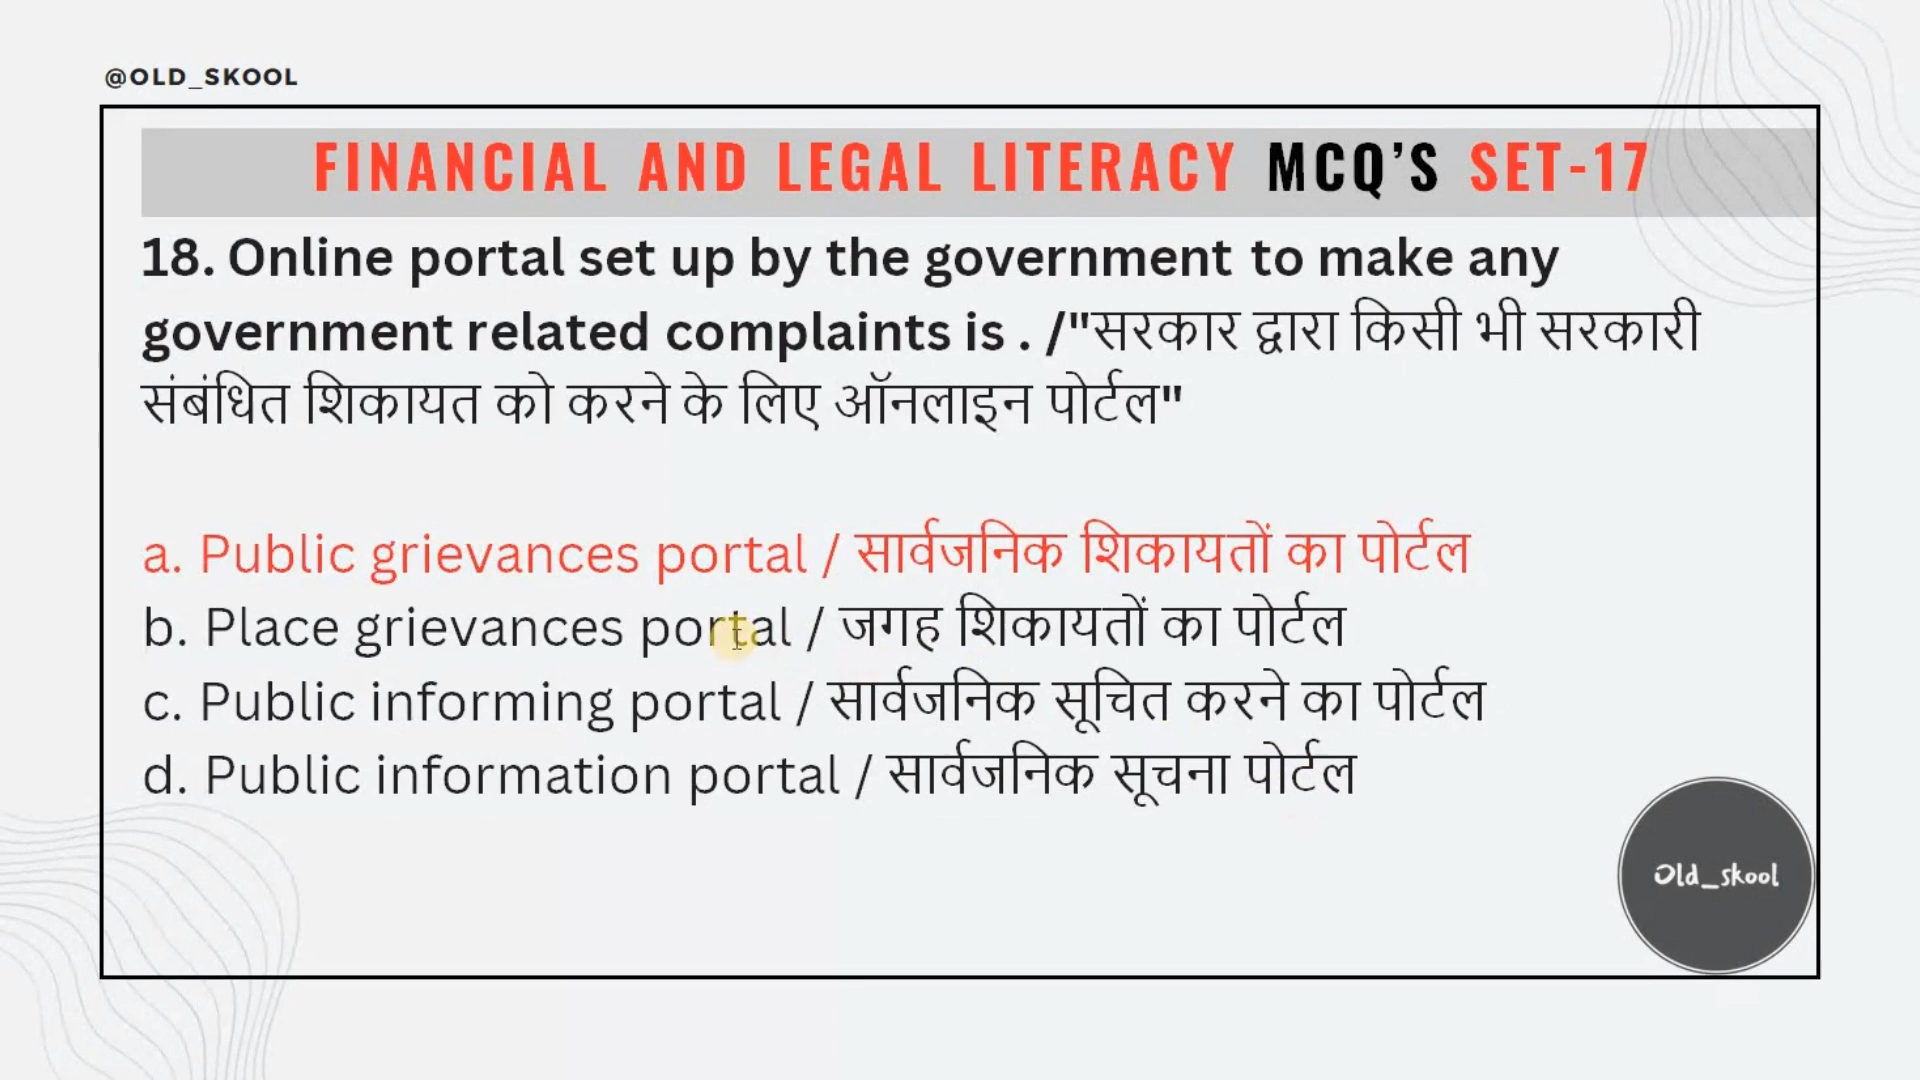 @OLD_SKOOL
FINANCIAL AND LEGAL LITERACY MCQ'S SET-17
18. Online portal set up by the government to make any
government related complaints is . /"सरकार द्वारा किसी भी सरकारी
संबंधित शिकायत को करने के लिए ऑनलाइन पोर्टल"
a. Public grievances portal / सार्वजनिक शिकायतों का पोर्टल
b. Place grievances portal / जगह शिकायतों का पोर्टल
c. Public informing portal / सार्वजनिक सूचित करने का पोर्टल
d. Public information portal / सार्वजनिक सूचना पोर्टल
Old_skool